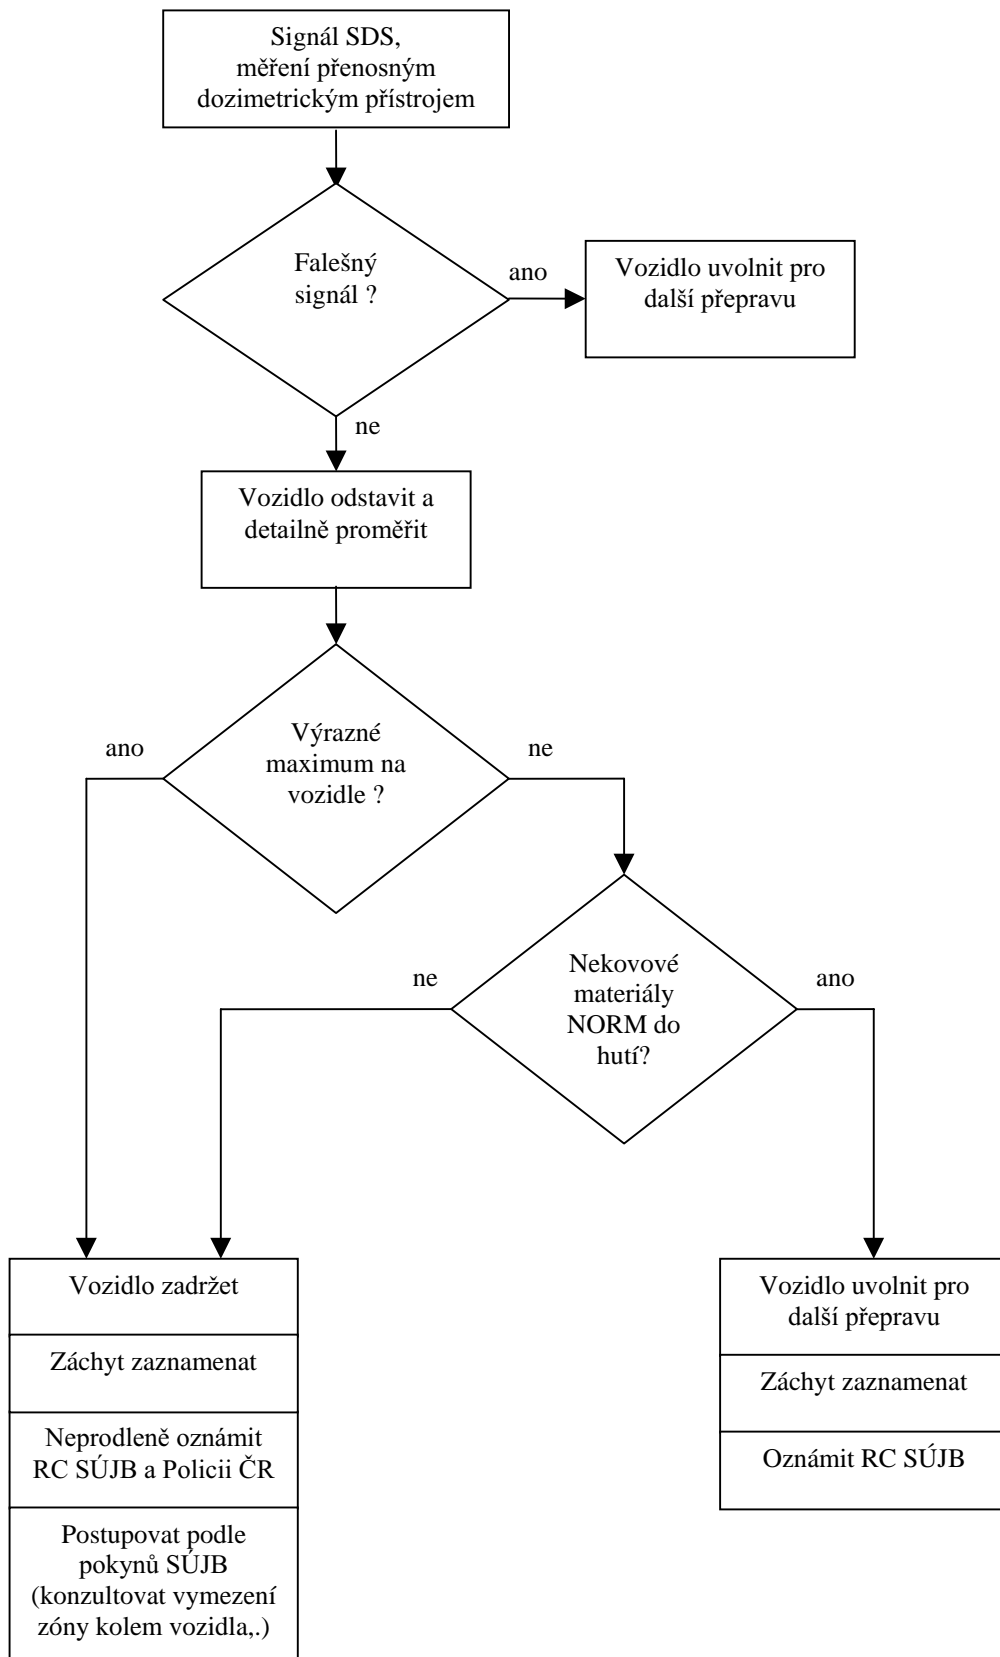 Signál SDS,
měření přenosným
dozimetrickým přístrojem
Falešný
signál ?
ano
Vozidlo uvolnit pro
další přepravu
ne
Vozidlo odstavit a
detailně proměřit
ano
Výrazné
maximum na
vozidle ?
ne
ne
Nekovové
materiály
NORM do
hutí?
ano
Vozidlo zadržet
Záchyt zaznamenat
Neprodleně oznámit
RC SÚJB a Policii ČR
Postupovat podle
pokynů SÚJB
(konzultovat vymezení
zóny kolem vozidla,.)
Vozidlo uvolnit pro
další přepravu
Záchyt zaznamenat
Oznámit RC SÚJB